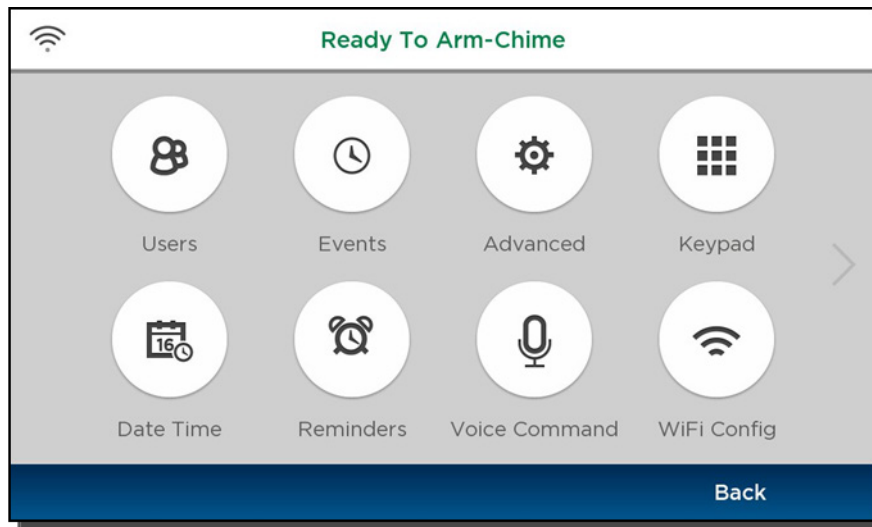 Ready To Arm-Chime
Users Events Advanced Keypad
16
Date Time Reminders Voice Command WiFi Config
Back